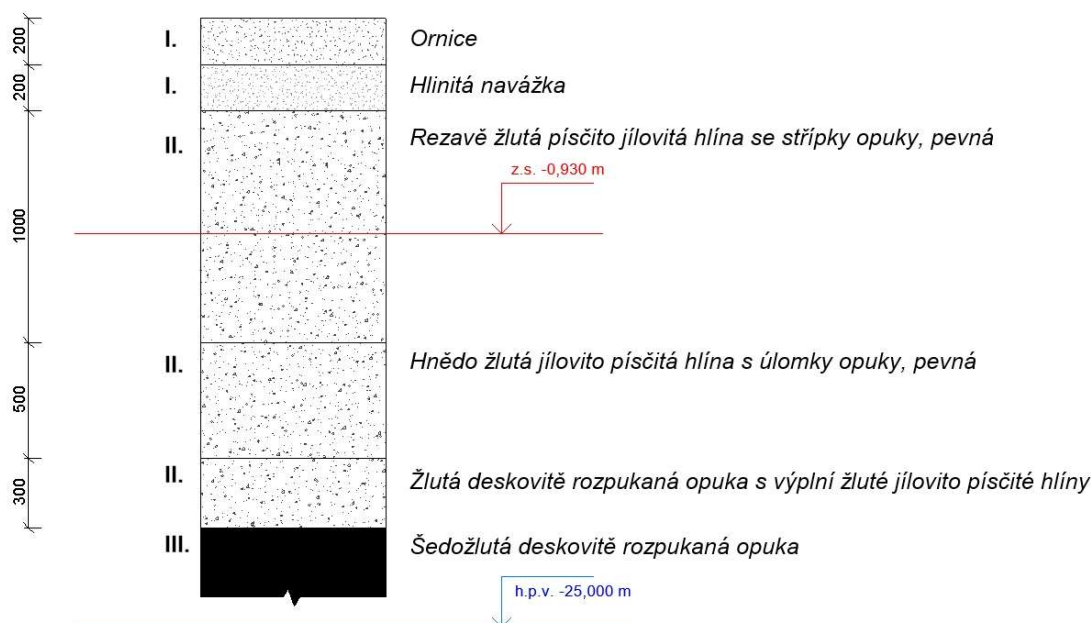 200
I.
Ornice
200
I.
Hlinitá navážka
II.
Rezavě žlutá písčito jílovitá hlína se střípky opuky, pevná
z.s. -0,930 m
1000
II.
Hnědo žlutá jílovito písčitá hlína s úlomky opuky, pevná
500
II.
Žlutá deskovitě rozpukaná opuka s výplní žluté jílovito písčité hlíny
300
III.
Šedožlutá deskovitě rozpukaná opuka
h.p.v. -25,000 m